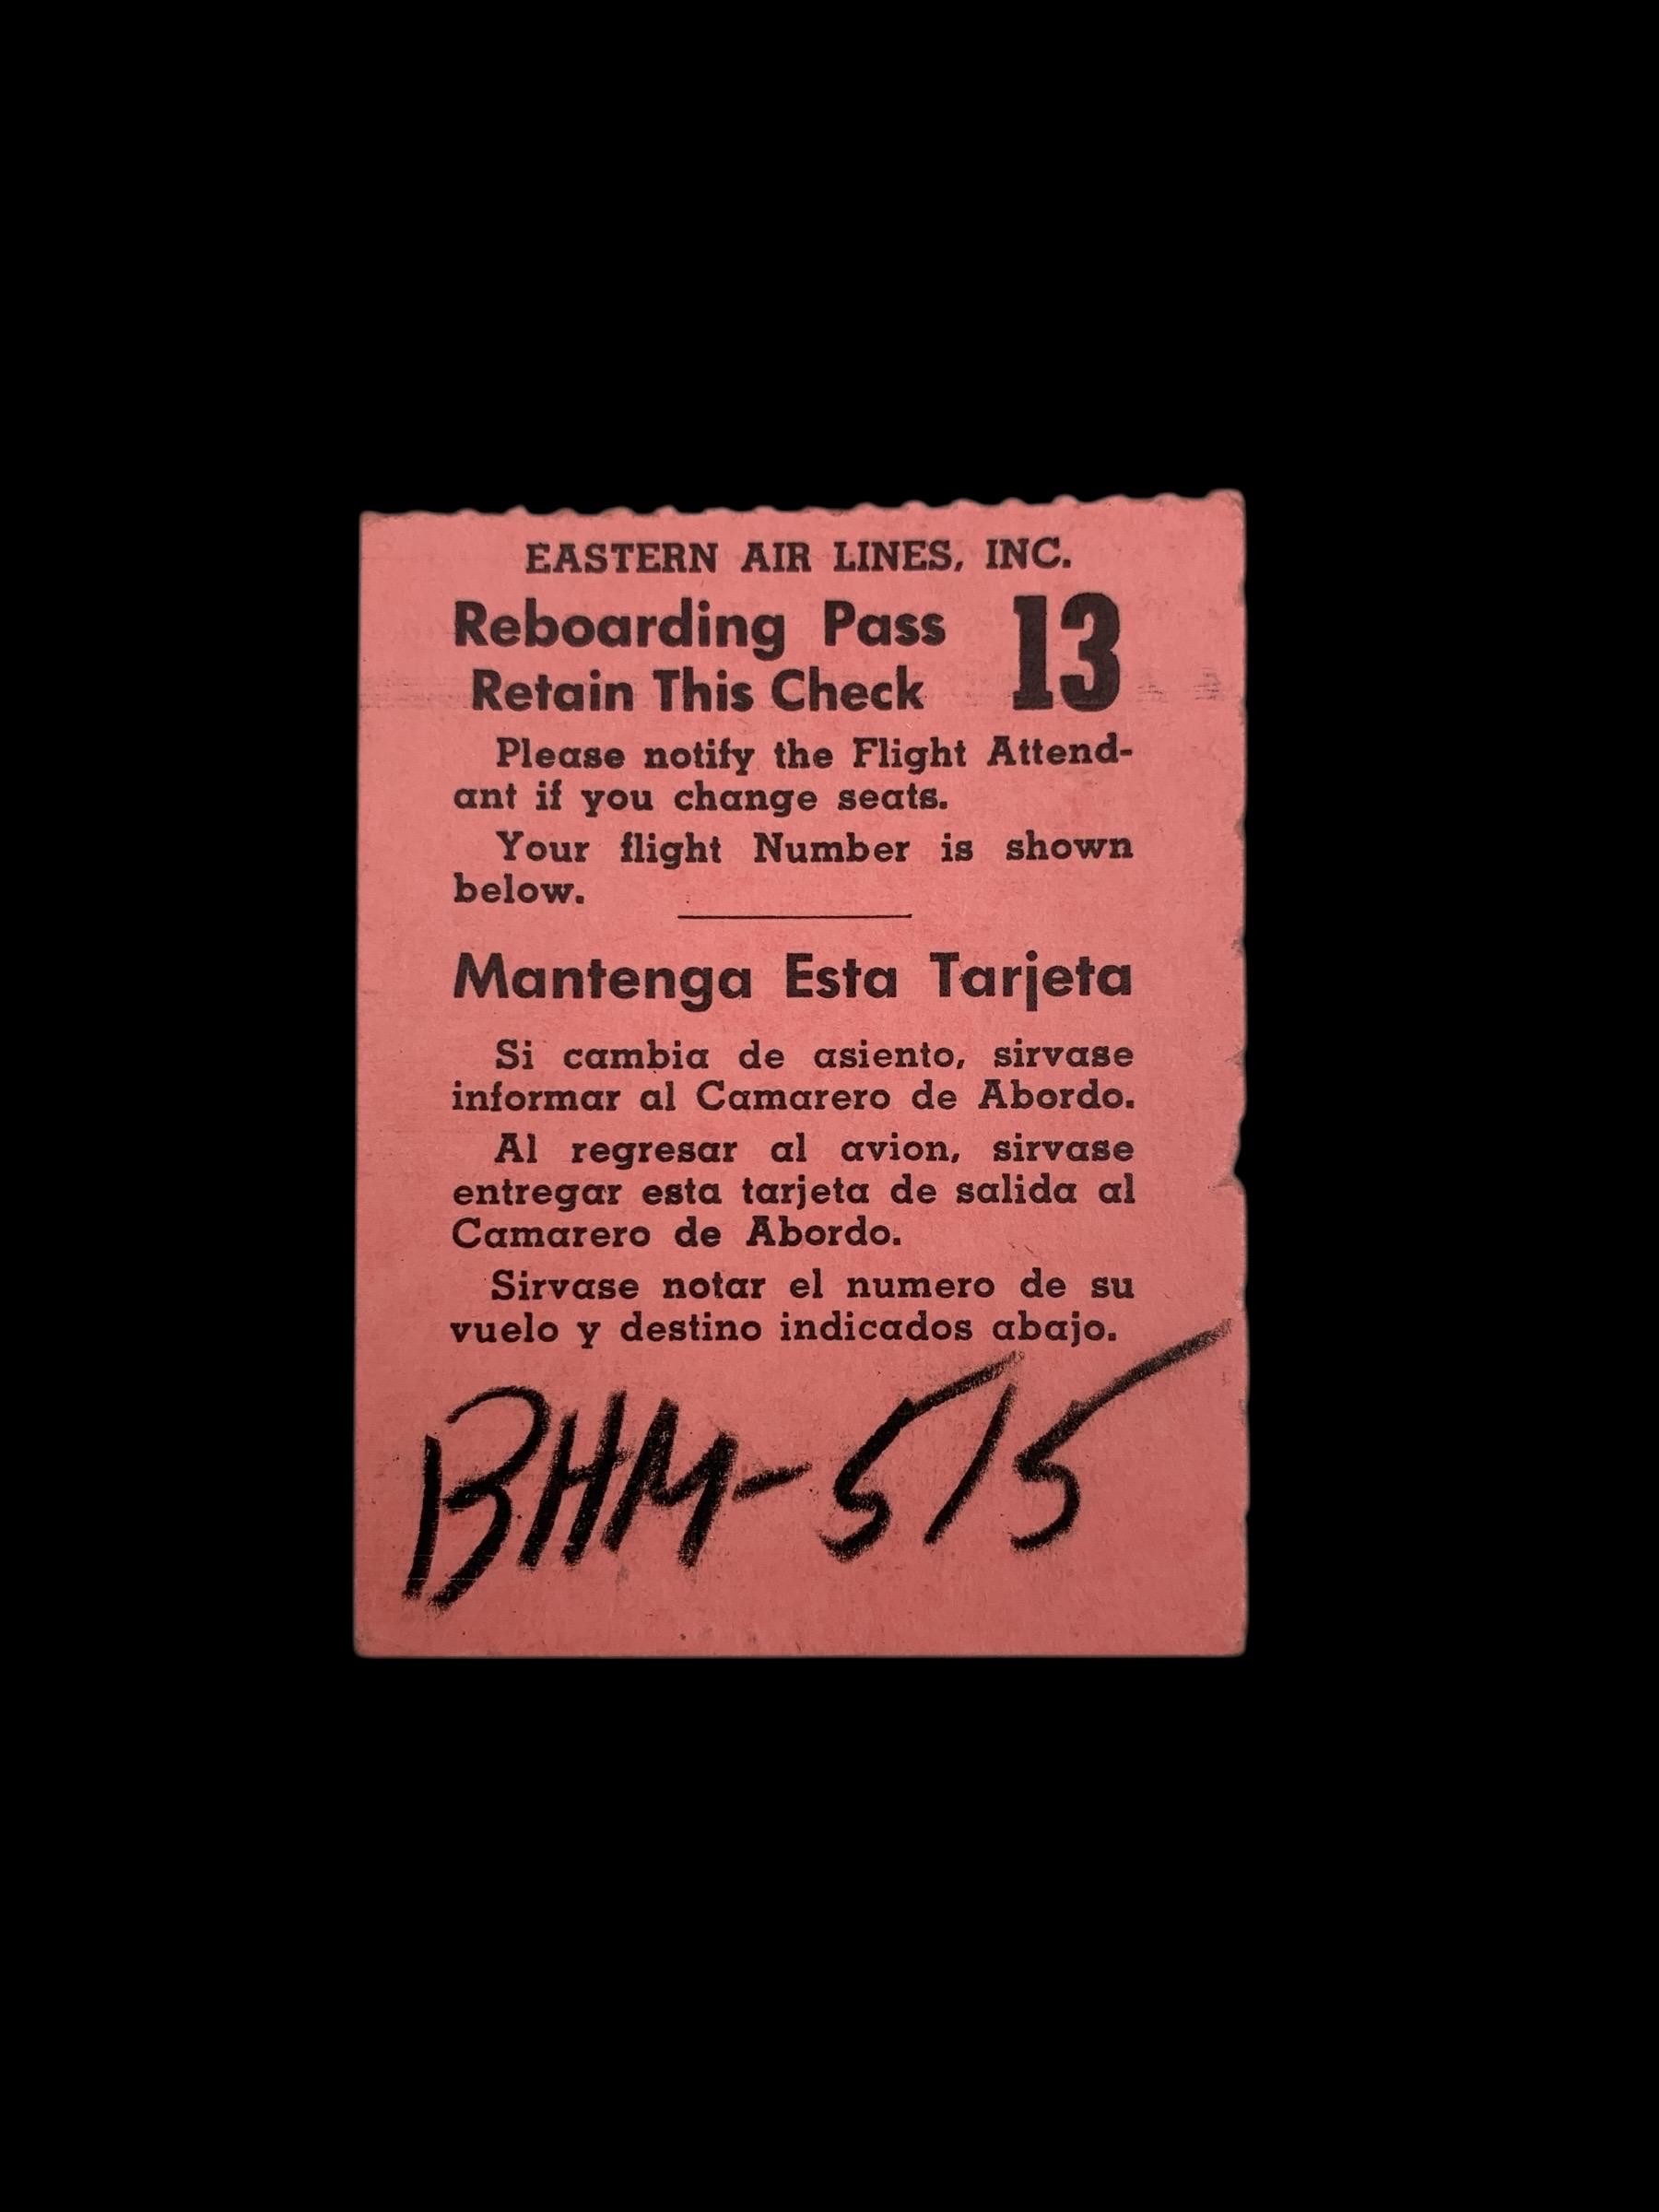 EASTERN AIR LINES, INC.
Reboarding Pass 13
Retain This Check
Please notify the Flight Attend-
ant if you change seats.
Your flight Number is shown
below.
Mantenga Esta Tarjeta
Si cambia de asiento, sirvase
informar al Camarero de Abordo.
Al regresar al avion, sirvase
entregar esta tarjeta de salida al
Camarero de Abordo.
Sirvase notar el numero de su
vuelo y destino indicados abajo.
BHM-515